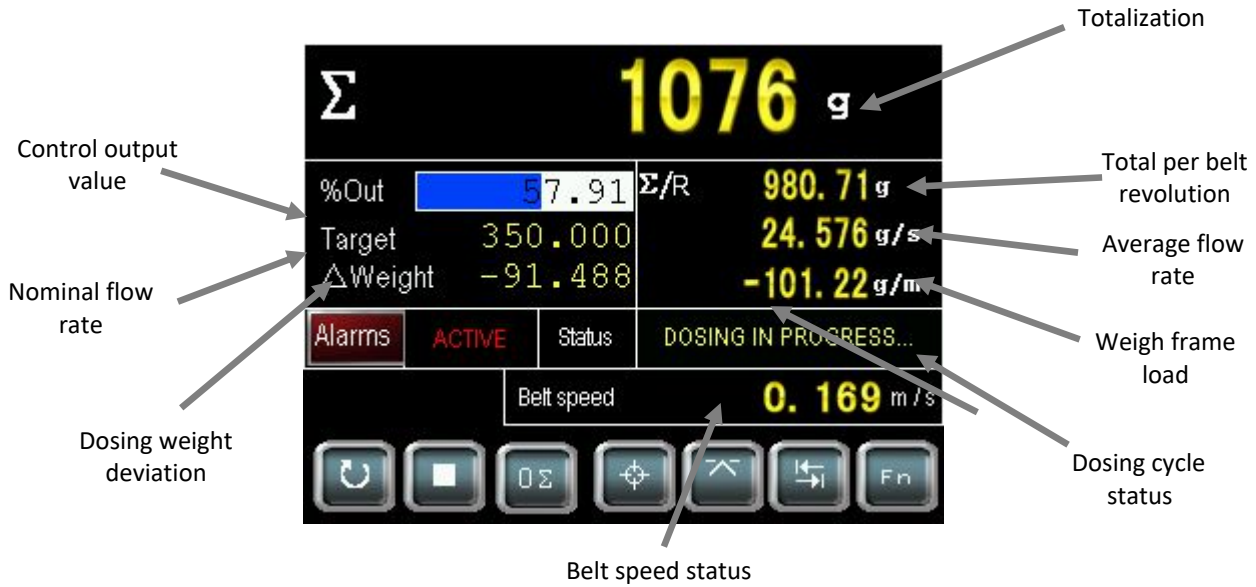 Totalization
Σ 1076 g
Control output
value
Total per belt
revolution
%Out 57.91
Σ/R 980.71 g
Target 350.000
24.576 g/s
Average flow
rate
△Weight -91.488
-101.22 g/m
Nominal flow
rate
Alarms ACTIVE Status DOSING IN PROGRESS...
Weigh frame
load
Belt speed 0.169 m/s
Dosing weight
deviation
Dosing cycle
status
0 Σ
Fn
Belt speed status